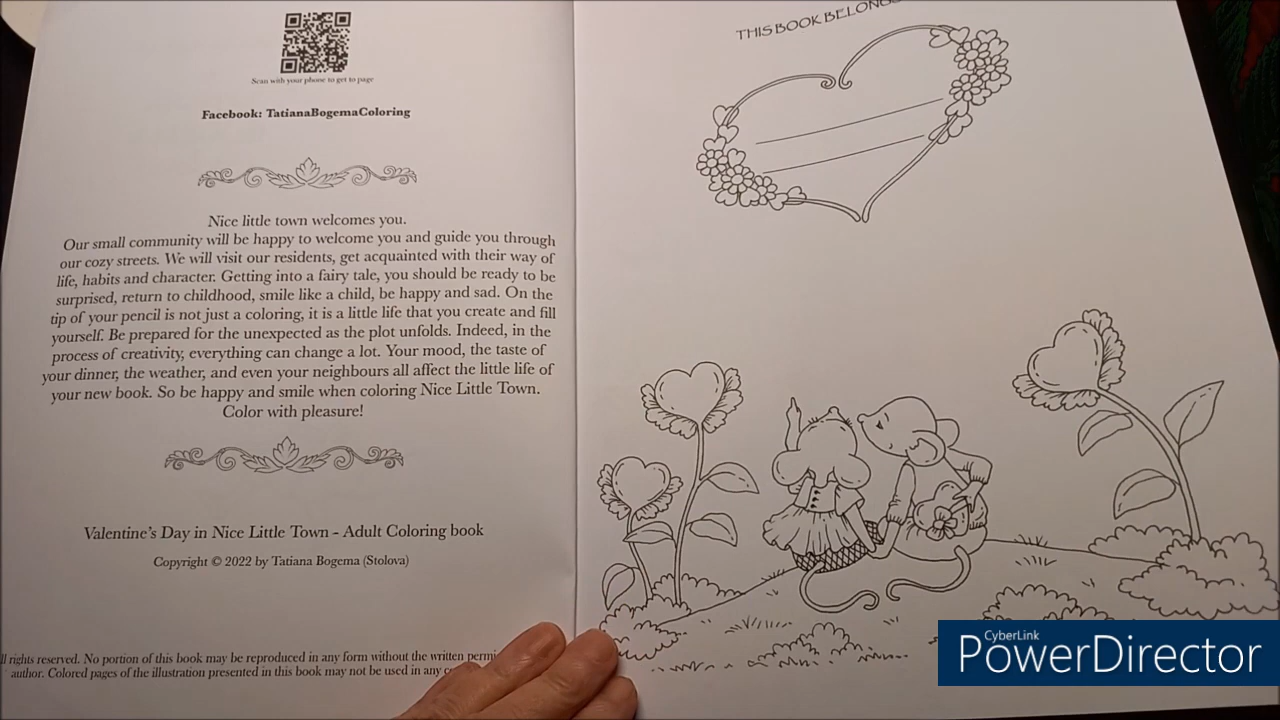 Scan with your phone to get to page
Facebook: TatianaBogemaColoring
Nice little town welcomes you.
Our small community will be happy to welcome you and guide you through
our cozy streets. We will visit our residents, get acquainted with their way of
life, habits and character. Getting into a fairy tale, you should be ready to be
surprised, return to childhood, smile like a child, be happy and sad. On the
tip of your pencil is not just a coloring, it is a little life that you create and fill
yourself. Be prepared for the unexpected as the plot unfolds. Indeed, in the
process of creativity, everything can change a lot. Your mood, the taste of
your dinner, the weather, and even your neighbours all affect the little life of
your new book. So be happy and smile when coloring Nice Little Town.
Color with pleasure!
Valentine's Day in Nice Little Town - Adult Coloring book
Copyright © 2022 by Tatiana Bogema (Stolova)
ll rights reserved. No portion of this book may be reproduced in any form without the written
author. Colored pages of the illustration presented in this book may not be used in any
THIS BOOK BELONGS
CyberLink
PowerDirector